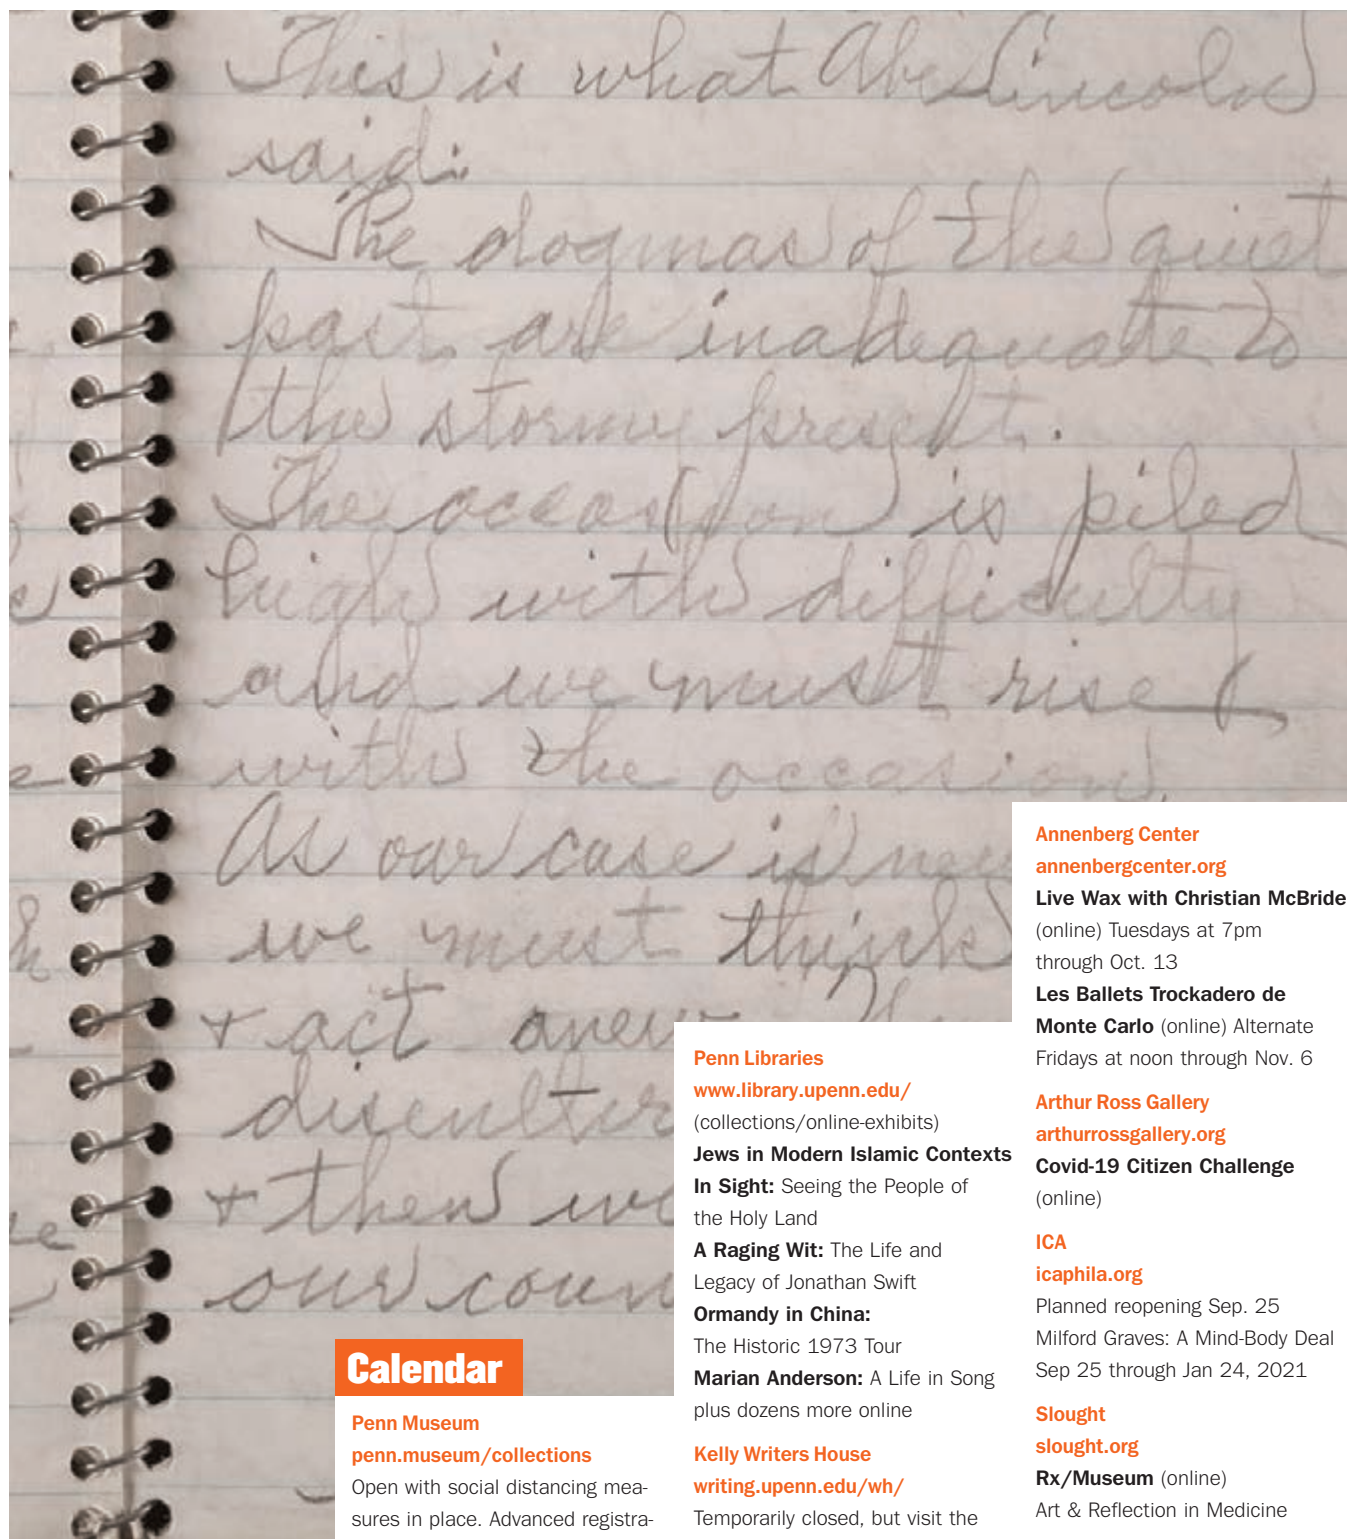 This is what Abe Lincoln
said:
The dogmas of the quiet
past are inadequate to
the stormy present.
The occasion is piled
high with difficulty
and we must rise
with the occasion.
As our case is new
we must think
+ act anew
+ then we
our coun
Calendar
Penn Museum
penn.museum/collections
Open with social distancing mea-
sures in place. Advanced registra-
Penn Libraries
www.library.upenn.edu/
(collections/online-exhibits)
Jews in Modern Islamic Contexts
In Sight: Seeing the People of
the Holy Land
A Raging Wit: The Life and
Legacy of Jonathan Swift
Ormandy in China:
The Historic 1973 Tour
Marian Anderson: A Life in Song
plus dozens more online
Kelly Writers House
writing.upenn.edu/wh/
Temporarily closed, but visit the
Annenberg Center
annenbergcenter.org
Live Wax with Christian McBride
(online) Tuesdays at 7pm
through Oct. 13
Les Ballets Trockadero de
Monte Carlo (online) Alternate
Fridays at noon through Nov. 6
Arthur Ross Gallery
arthurrossgallery.org
Covid-19 Citizen Challenge
(online)
ICA
icaphila.org
Planned reopening Sep. 25
Milford Graves: A Mind-Body Deal
Sep 25 through Jan 24, 2021
Slought
slought.org
Rx/Museum (online)
Art & Reflection in Medicine